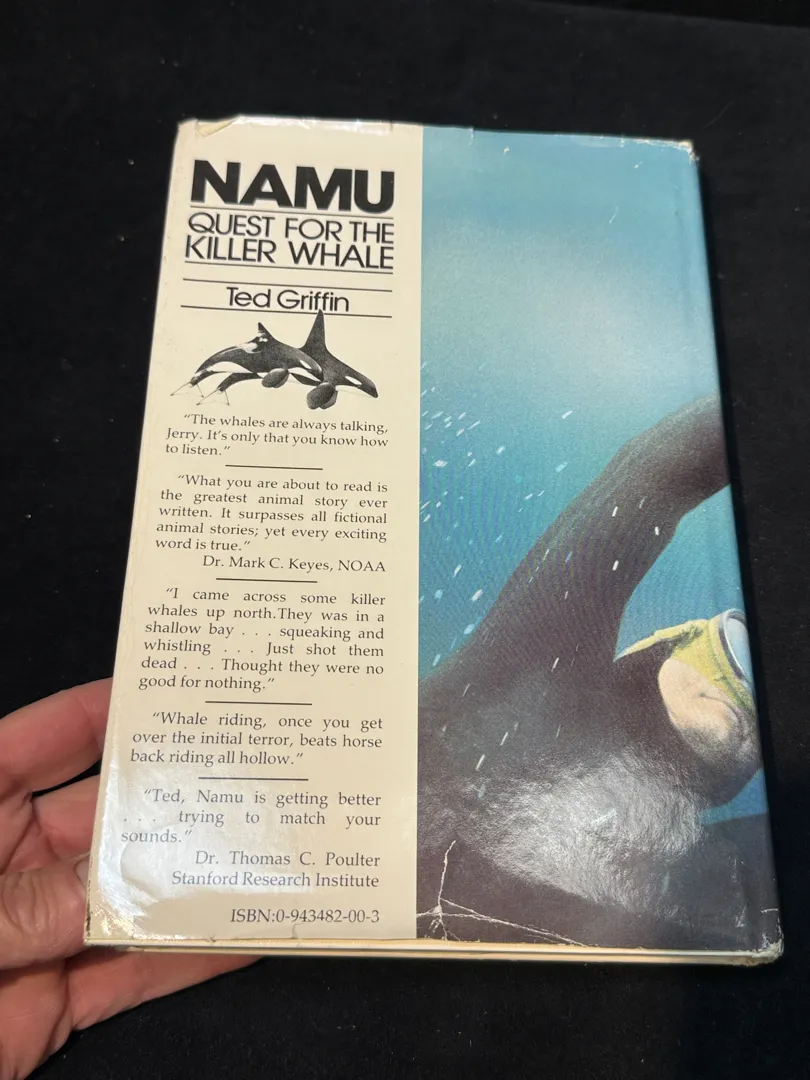 NAMU
QUEST FOR THE
KILLER WHALE
Ted Griffin
"The whales are always talking,
Jerry. It's only that you know how
to listen."
"What you are about to read is
the greatest animal story ever
written. It surpasses all fictional
animal stories; yet every exciting
word is true."
Dr. Mark C. Keyes, NOAA
"I came across some killer
whales up north.They was in a
shallow bay . . . squeaking and
whistling . . . Just shot them
dead . . . Thought they were no
good for nothing."
"Whale riding, once you get
over the initial terror, beats horse
back riding all hollow."
"Ted, Namu is getting better
. . . trying to match your
sounds."
Dr. Thomas C. Poulter
Stanford Research Institute
ISBN:0-943482-00-3